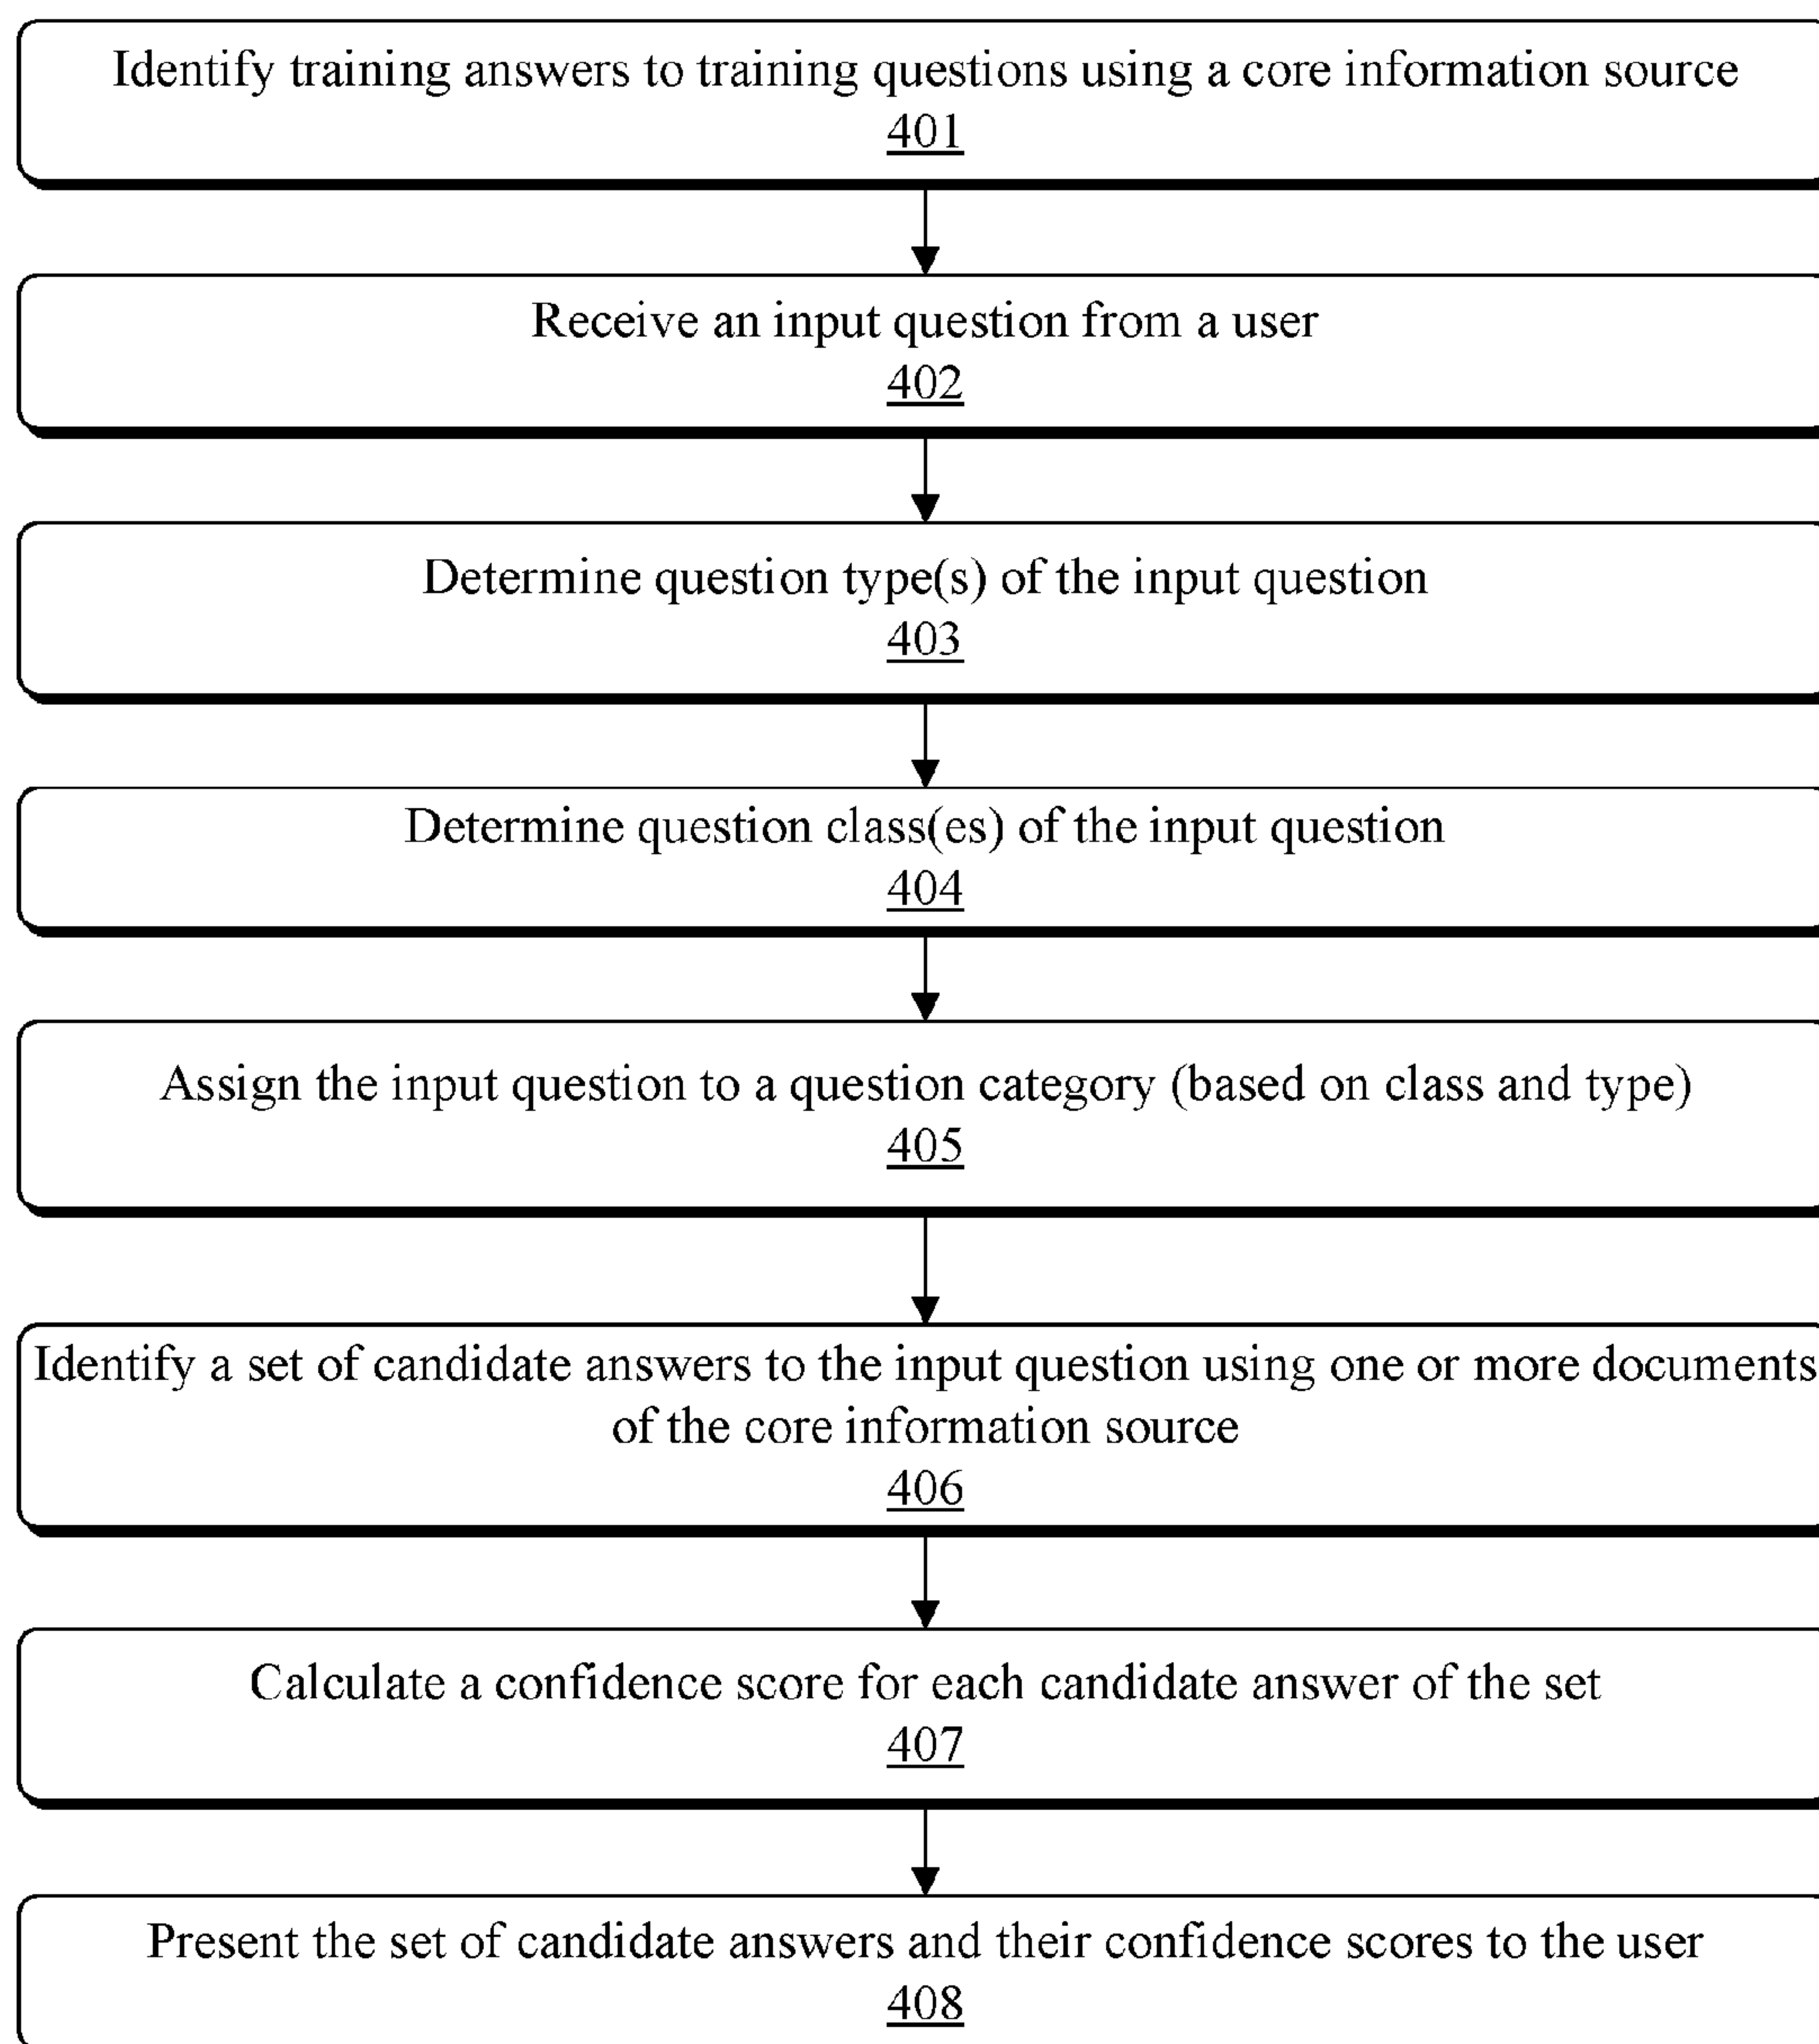 Identify training answers to training questions using a core information source
401
Receive an input question from a user
402
Determine question type(s) of the input question
403
Determine question class(es) of the input question
404
Assign the input question to a question category (based on class and type)
405
Identify a set of candidate answers to the input question using one or more documents
of the core information source
406
Calculate a confidence score for each candidate answer of the set
407
Present the set of candidate answers and their confidence scores to the user
408